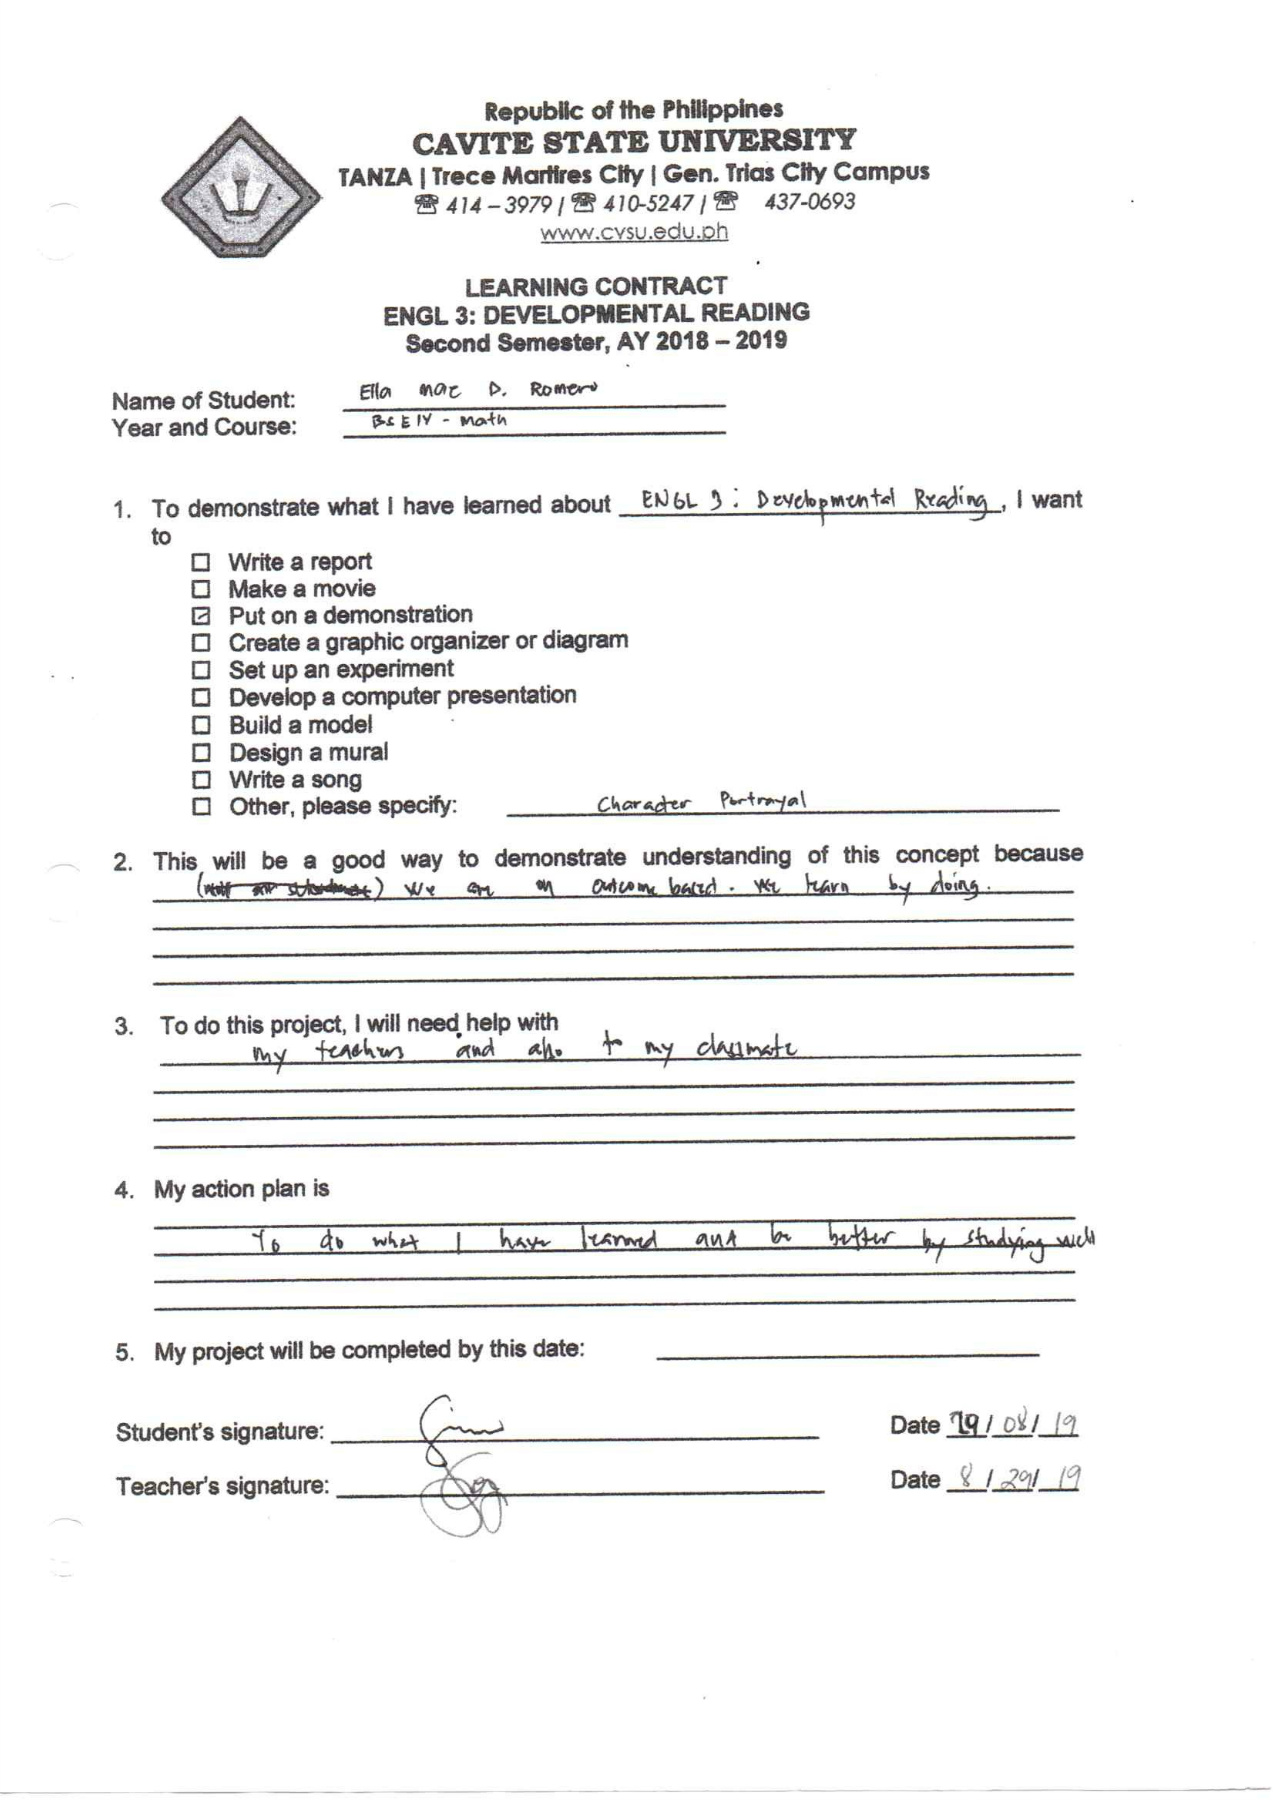 Republic of the Philippines
CAVITE STATE UNIVERSITY
TANZA | Trece Martires City | Gen. Trias City Campus
☎ 414 – 3979 / ☎ 410-5247 / ☎ 437-0693
www.cvsu.edu.ph
LEARNING CONTRACT
ENGL 3: DEVELOPMENTAL READING
Second Semester, AY 2018 – 2019
Name of Student: Ella Mae D. Romero
Year and Course: BSE IV - Math
1. To demonstrate what I have learned about ENGL 3: Developmental Reading, I want
to
☐ Write a report
☐ Make a movie
☑ Put on a demonstration
☐ Create a graphic organizer or diagram
☐ Set up an experiment
☐ Develop a computer presentation
☐ Build a model
☐ Design a mural
☐ Write a song
☐ Other, please specify: Character Portrayal
2. This will be a good way to demonstrate understanding of this concept because
we are on outcome based. We learn by doing.
3. To do this project, I will need help with
my teachers and also to my classmate
4. My action plan is
To do what I have learned and be better by studying well
5. My project will be completed by this date:
Student's signature: Date / 08 / 19
Teacher's signature: Date 8 / 29 / 19